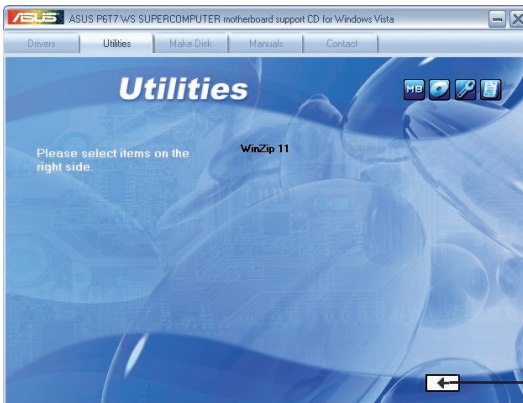 ASUS ASUS P6T7 WS SUPERCOMPUTER motherboard support CD for Windows Vista
Drivers Utilities Make Disk Manuals Contact
Utilities
MB
Please select items on the
right side.
WinZip 11